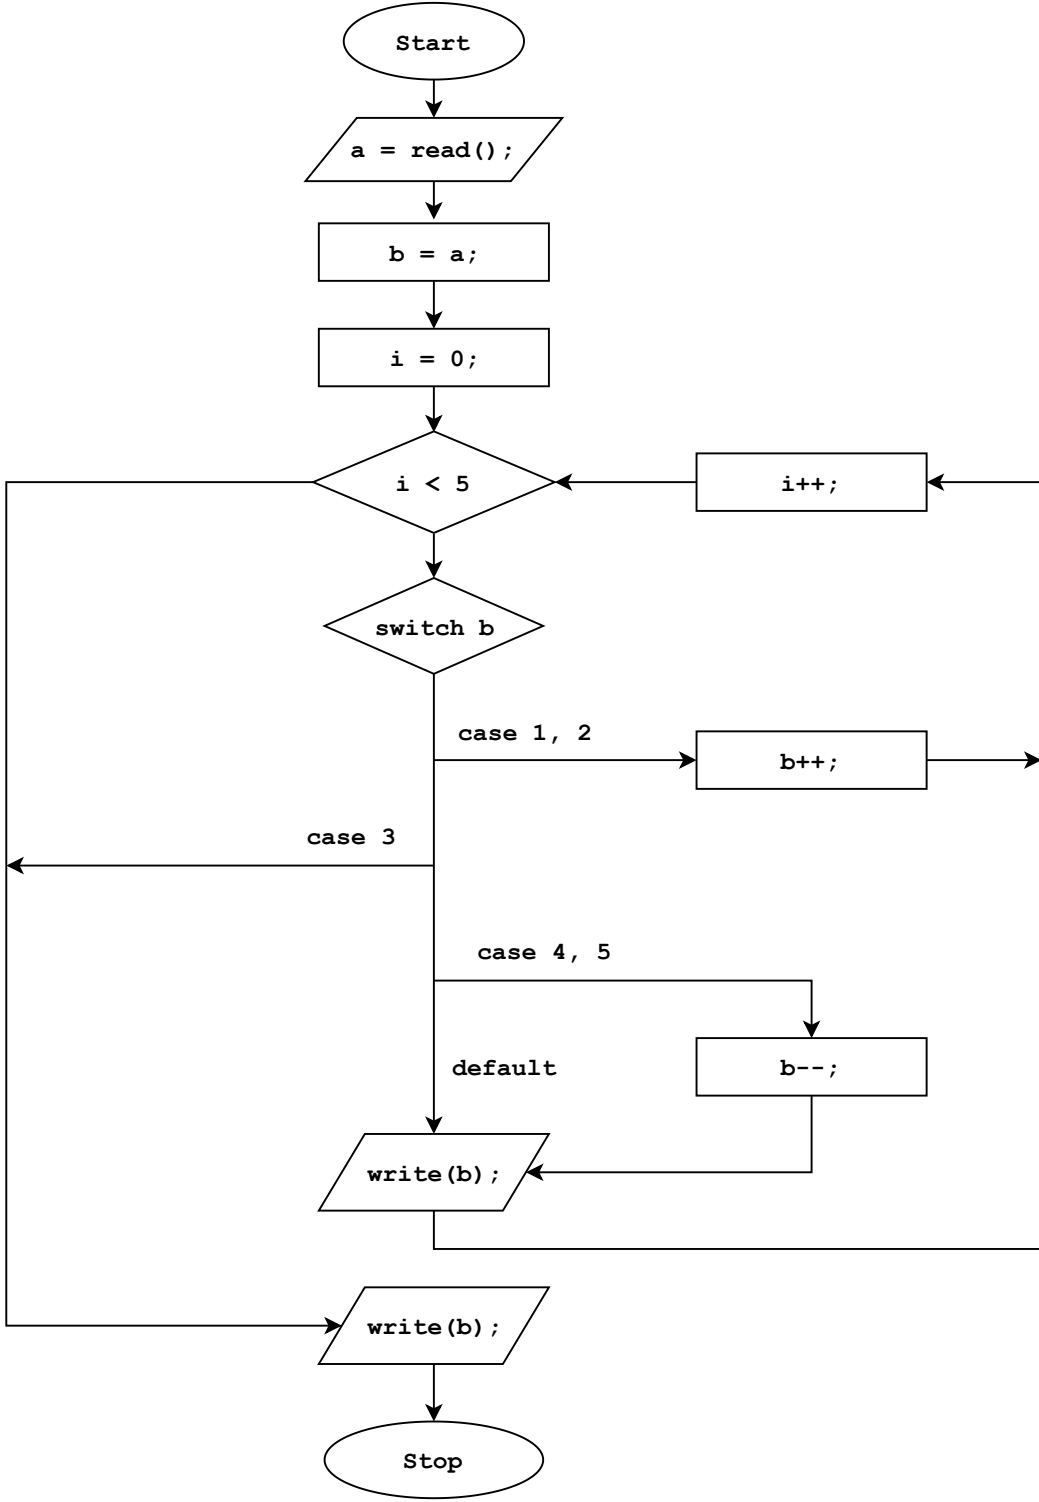 Start
a = read();
b = a;
i = 0;
i < 5
i++;
switch b
case 1, 2
b++;
case 3
case 4, 5
default
b--;
write(b);
write(b);
Stop